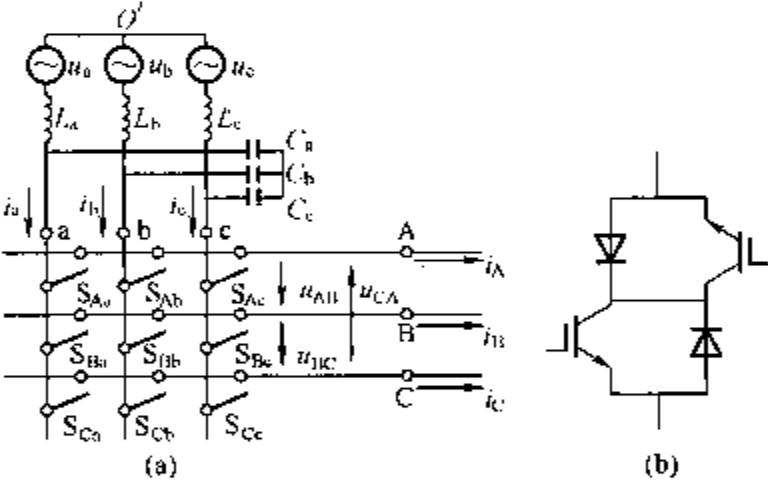 O'
u_a u_b u_c
L_a L_b L_c
C_a
C_b
C_c
i_a i_b i_c
a b c A
i_A
S_Aa S_Ab S_Ac u_AB u_CA
B i_B
S_Ba S_Bb S_Bc u_BC
C i_C
S_Ca S_Cb S_Cc
(a) (b)